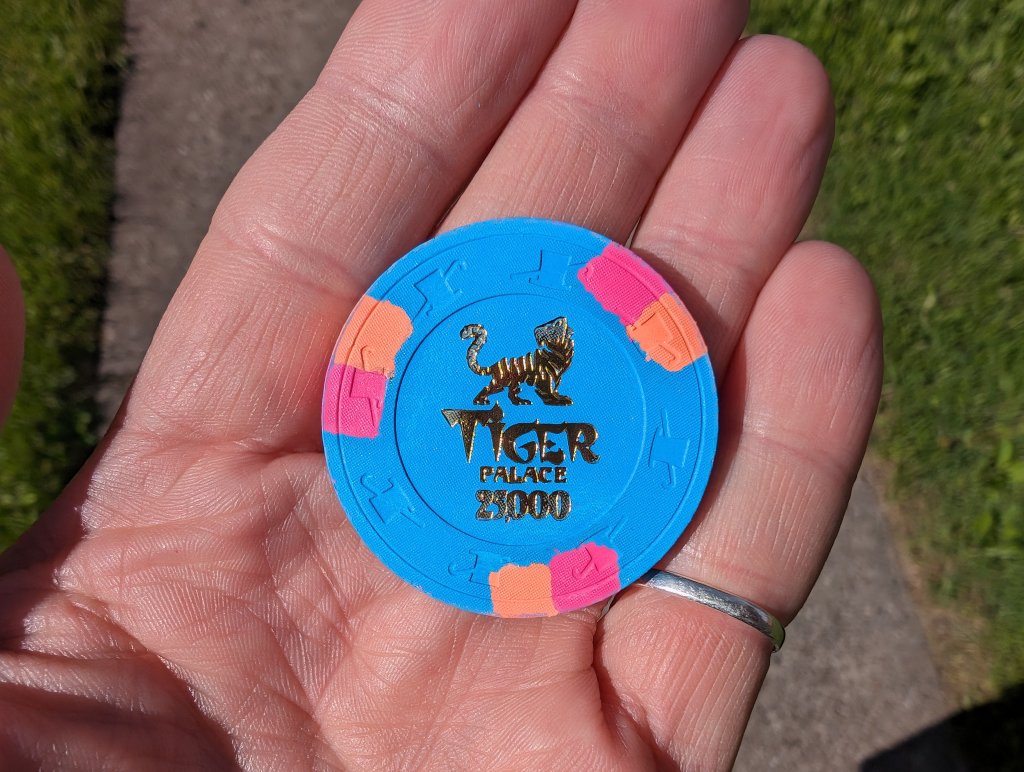 TIGER
PALACE
25,000